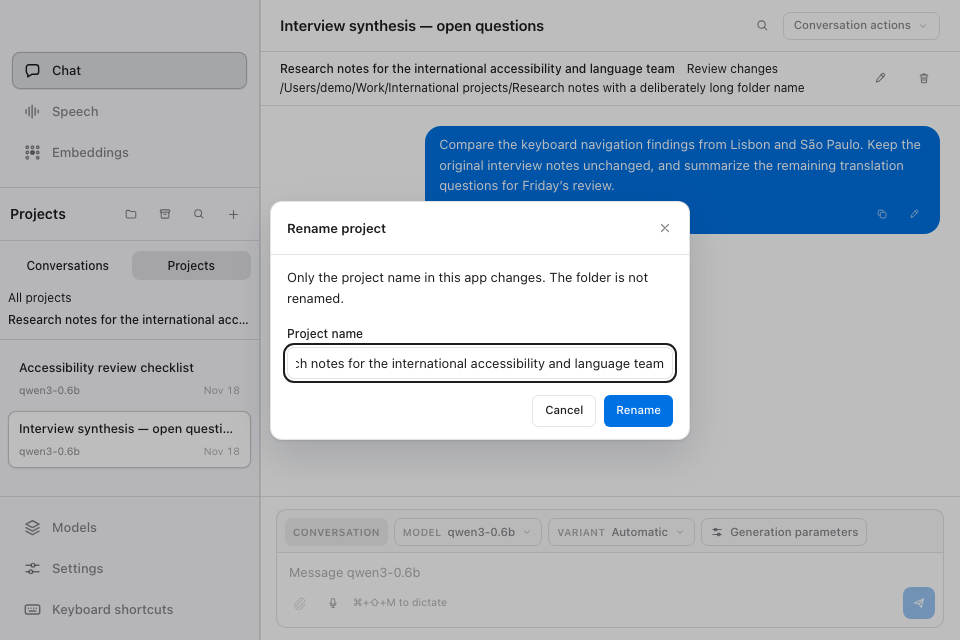 Chat
Speech
Embeddings
Projects
Conversations
Projects
All projects
Research notes for the international acc...
Accessibility review checklist
qwen3-0.6b
Nov 18
Interview synthesis — open questi...
qwen3-0.6b
Nov 18
Models
Settings
Keyboard shortcuts
Interview synthesis — open questions
Conversation actions
Research notes for the international accessibility and language team Review changes
/Users/demo/Work/International projects/Research notes with a deliberately long folder name
Compare the keyboard navigation findings from Lisbon and São Paulo. Keep the
original interview notes unchanged, and summarize the remaining translation
questions for Friday’s review.
Rename project
Only the project name in this app changes. The folder is not
renamed.
Project name
ch notes for the international accessibility and language team
Cancel
Rename
CONVERSATION
MODEL qwen3-0.6b
VARIANT Automatic
Generation parameters
Message qwen3-0.6b
⌘+⇧+M to dictate